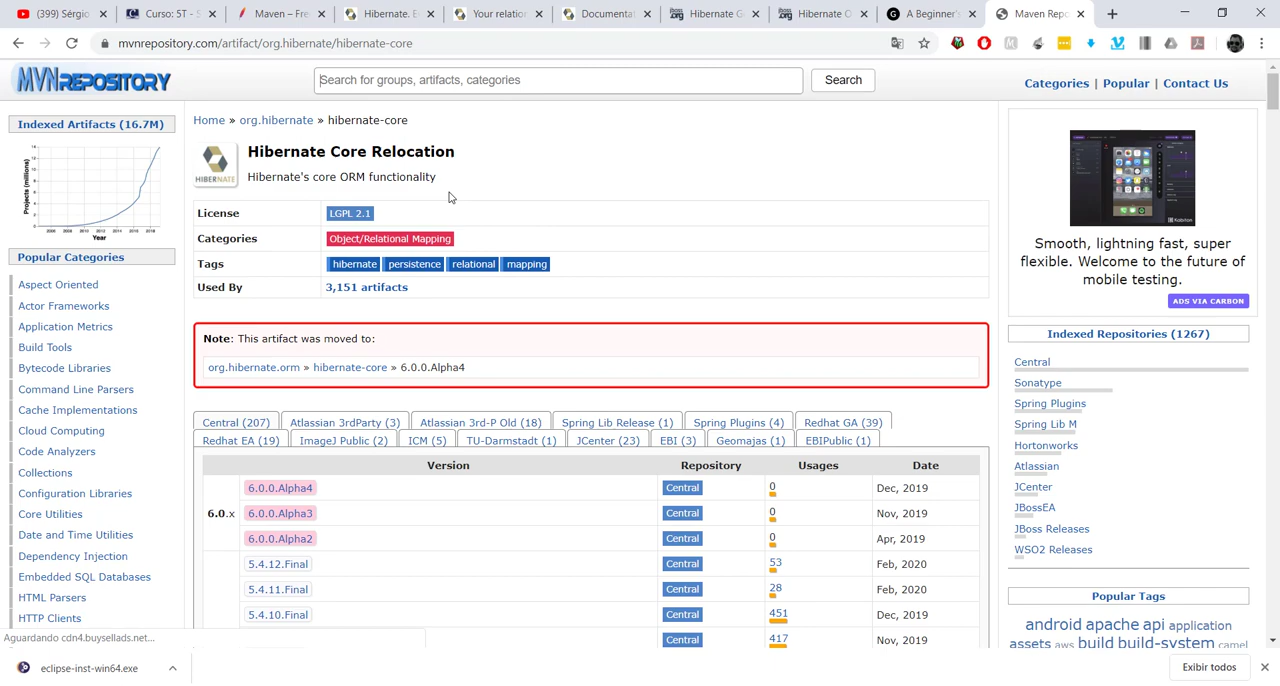 (399) Sérgio
Curso: 5T - S
Maven – Fre
Hibernate. E
Your relation
Documentat
Hibernate G
Hibernate O
A Beginner's
Maven Repo
mvnrepository.com/artifact/org.hibernate/hibernate-core
MVNREPOSITORY
Search for groups, artifacts, categories
Search
Categories | Popular | Contact Us
Indexed Artifacts (16.7M)
Projects (millions)
Year
Popular Categories
Aspect Oriented
Actor Frameworks
Application Metrics
Build Tools
Bytecode Libraries
Command Line Parsers
Cache Implementations
Cloud Computing
Code Analyzers
Collections
Configuration Libraries
Core Utilities
Date and Time Utilities
Dependency Injection
Embedded SQL Databases
HTML Parsers
HTTP Clients
Home » org.hibernate » hibernate-core
HIBERNATE
Hibernate Core Relocation
Hibernate's core ORM functionality
License LGPL 2.1
Categories Object/Relational Mapping
Tags hibernate persistence relational mapping
Used By 3,151 artifacts
Note: This artifact was moved to:
org.hibernate.orm » hibernate-core » 6.0.0.Alpha4
Central (207) Atlassian 3rdParty (3) Atlassian 3rd-P Old (18) Spring Lib Release (1) Spring Plugins (4) Redhat GA (39)
Redhat EA (19) ImageJ Public (2) ICM (5) TU-Darmstadt (1) JCenter (23) EBI (3) Geomajas (1) EBIPublic (1)
Version Repository Usages Date
6.0.0.Alpha4 Central 0 Dec, 2019
6.0.x 6.0.0.Alpha3 Central 0 Nov, 2019
6.0.0.Alpha2 Central 0 Apr, 2019
5.4.12.Final Central 53 Feb, 2020
5.4.11.Final Central 28 Feb, 2020
5.4.10.Final Central 451 Dec, 2019
Central 417 Nov, 2019
Kobiton
Smooth, lightning fast, super
flexible. Welcome to the future of
mobile testing.
ADS VIA CARBON
Indexed Repositories (1267)
Central
Sonatype
Spring Plugins
Spring Lib M
Hortonworks
Atlassian
JCenter
JBossEA
JBoss Releases
WSO2 Releases
Popular Tags
android apache api application
assets aws build build-system camel
Aguardando cdn4.buysellads.net...
eclipse-inst-win64.exe
Exibir todos